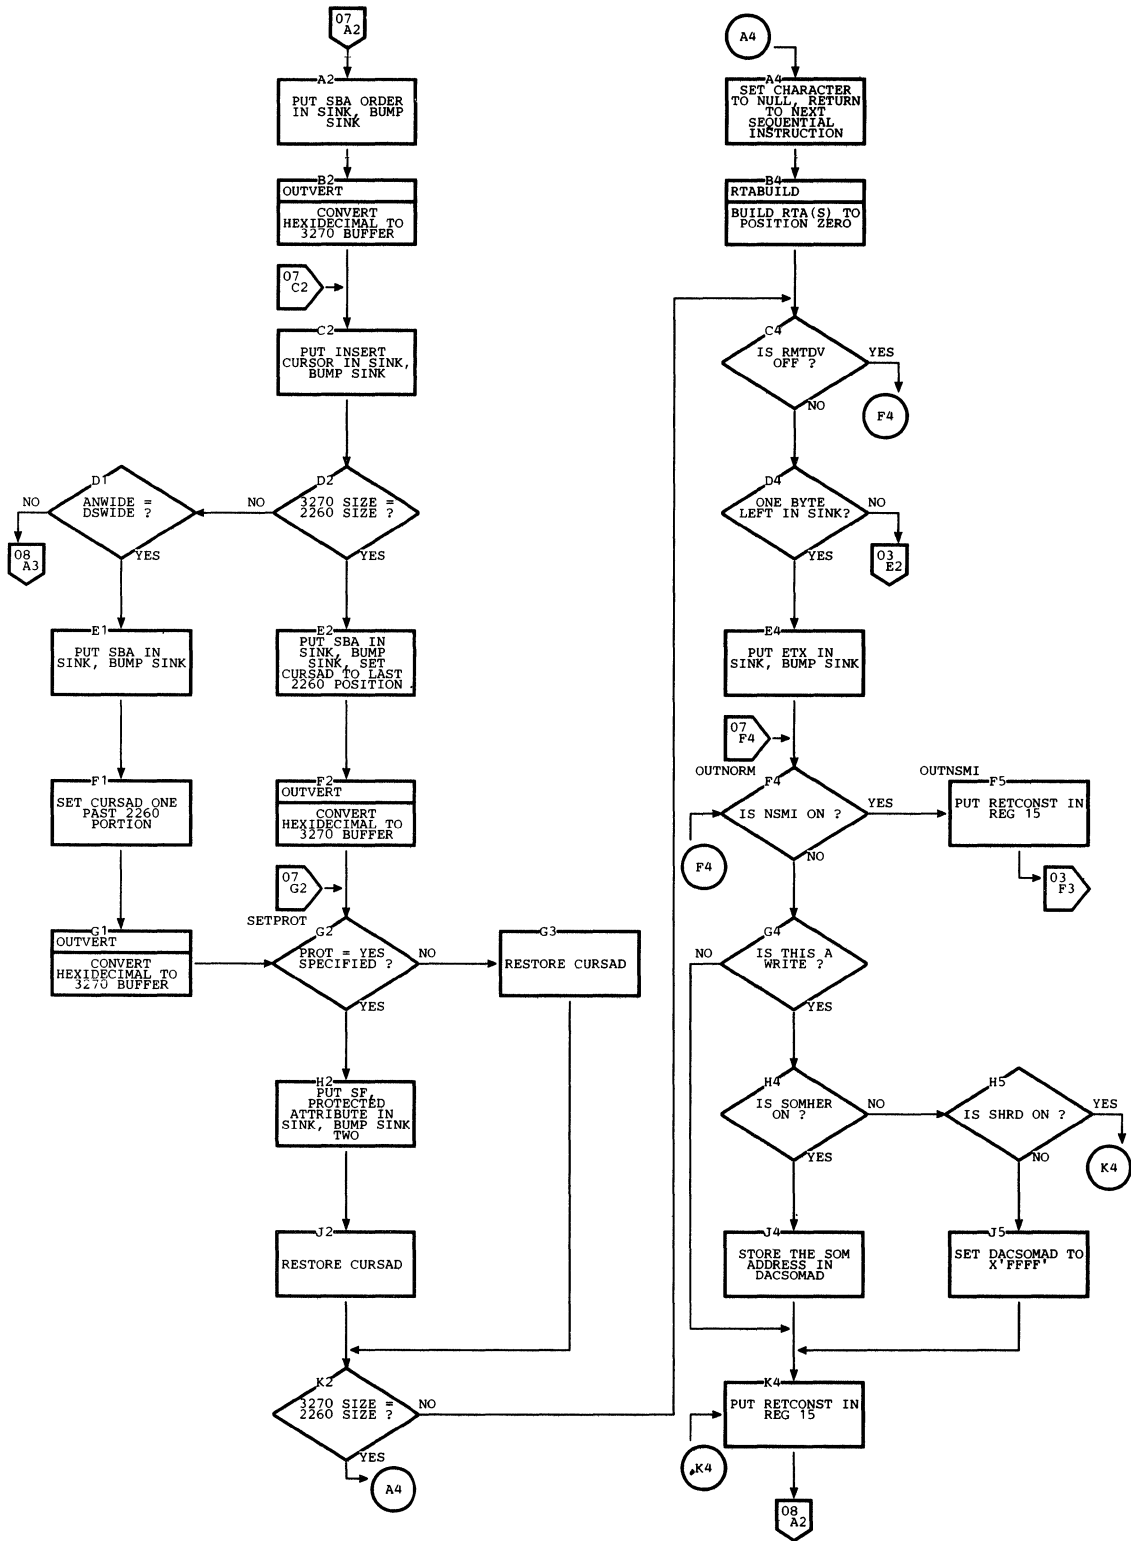 07
A2
A2
PUT SBA ORDER
IN SINK, BUMP
SINK
B2
OUTVERT
CONVERT
HEXIDECIMAL TO
3270 BUFFER
07
C2
C2
PUT INSERT
CURSOR IN SINK,
BUMP SINK
D1
ANWIDE =
DSWIDE ?
NO
YES
08
A3
D2
3270 SIZE =
2260 SIZE ?
NO
YES
E1
PUT SBA IN
SINK, BUMP SINK
E2
PUT SBA IN
SINK, BUMP
SINK, SET
CURSAD TO LAST
2260 POSITION .
F1
SET CURSAD ONE
PAST 2260
PORTION
F2
OUTVERT
CONVERT
HEXIDECIMAL TO
3270 BUFFER
07
G2
SETPROT
G1
OUTVERT
CONVERT
HEXIDECIMAL TO
3270 BUFFER
G2
PROT = YES
SPECIFIED ?
NO
YES
G3
RESTORE CURSAD
H2
PUT SF,
PROTECTED
ATTRIBUTE IN
SINK, BUMP SINK
TWO
J2
RESTORE CURSAD
K2
3270 SIZE =
2260 SIZE ?
NO
YES
A4
A4
A4
SET CHARACTER
TO NULL, RETURN
TO NEXT
SEQUENTIAL
INSTRUCTION
B4
RTABUILD
BUILD RTA(S) TO
POSITION ZERO
C4
IS RMTDV
OFF ?
YES
NO
F4
D4
ONE BYTE
LEFT IN SINK?
NO
YES
03
E2
E4
PUT ETX IN
SINK, BUMP SINK
07
F4
OUTNORM
F4
IS NSMI ON ?
YES
NO
F4
OUTNSMI
F5
PUT RETCONST IN
REG 15
03
F3
G4
IS THIS A
WRITE ?
NO
YES
H4
IS SOMHER
ON ?
NO
YES
H5
IS SHRD ON ?
YES
NO
K4
J4
STORE THE SOM
ADDRESS IN
DACSOMAD
J5
SET DACSOMAD TO
X'FFFF'
K4
PUT RETCONST IN
REG 15
K4
08
A2